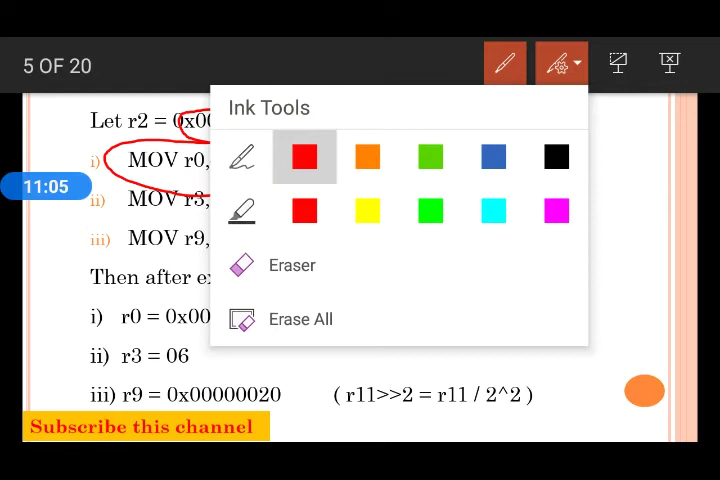 5 OF 20
Ink Tools
Let r2 = 0x00
i) MOV r0,
11:05
ii) MOV r3,
iii) MOV r9,
Eraser
Then after ex
Erase All
i) r0 = 0x00
ii) r3 = 06
iii) r9 = 0x00000020 ( r11>>2 = r11 / 2^2 )
Subscribe this channel